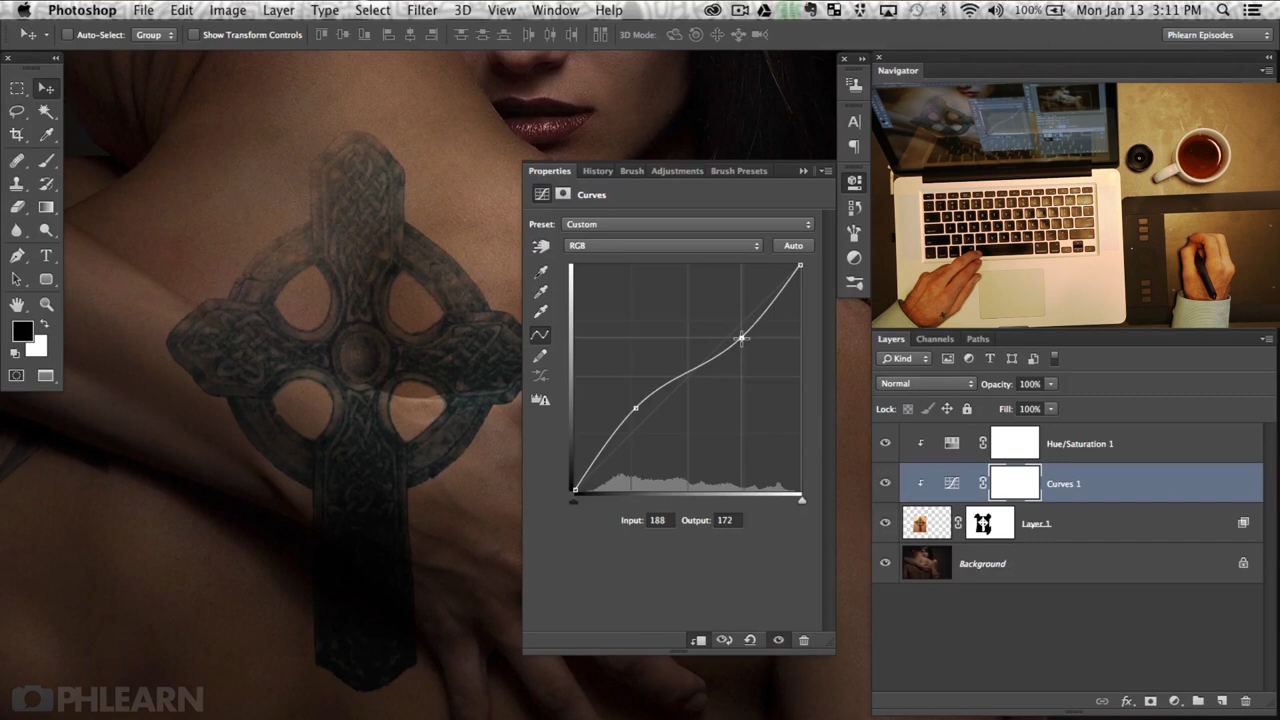 Photoshop File Edit Image Layer Type Select Filter 3D View Window Help 100% Mon Jan 13 3:11 PM
Auto-Select: Group Show Transform Controls 3D Mode: Phlearn Episodes
Navigator
Properties History Brush Adjustments Brush Presets
Curves
Preset: Custom
RGB Auto
Input: 188 Output: 172
Layers Channels Paths
Kind
Normal Opacity: 100%
Lock: Fill: 100%
Hue/Saturation 1
Curves 1
Layer 1
Background
PHLEARN